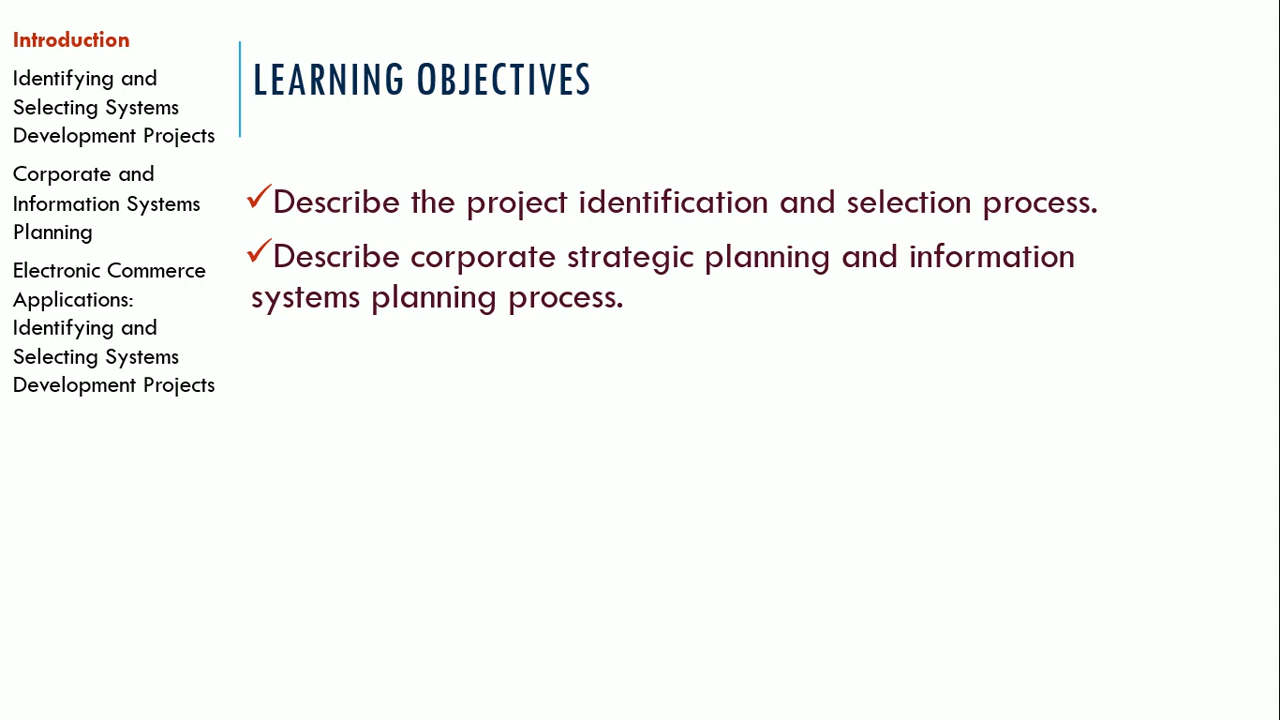 Introduction
Identifying and
Selecting Systems
Development Projects
Corporate and
Information Systems
Planning
Electronic Commerce
Applications:
Identifying and
Selecting Systems
Development Projects
LEARNING OBJECTIVES
✓Describe the project identification and selection process.
✓Describe corporate strategic planning and information
systems planning process.